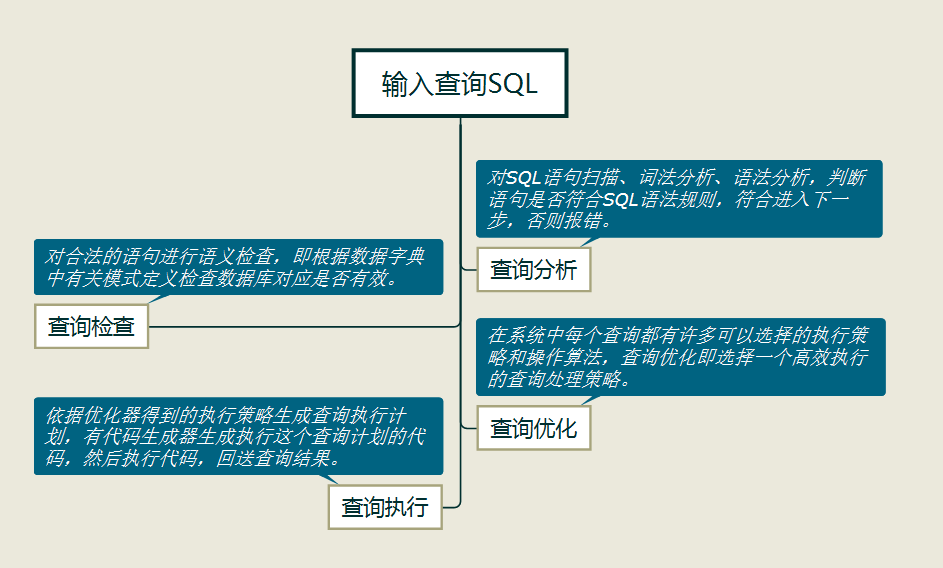 输入查询SQL
对SQL语句扫描、词法分析、语法分析，判断
语句是否符合SQL语法规则，符合进入下一
步，否则报错。
查询分析
对合法的语句进行语义检查，即根据数据字典
中有关模式定义检查数据库对应是否有效。
查询检查
在系统中每个查询都有许多可以选择的执行策
略和操作算法，查询优化即选择一个高效执行
的查询处理策略。
查询优化
依据优化器得到的执行策略生成查询执行计
划，有代码生成器生成执行这个查询计划的代
码，然后执行代码，回送查询结果。
查询执行